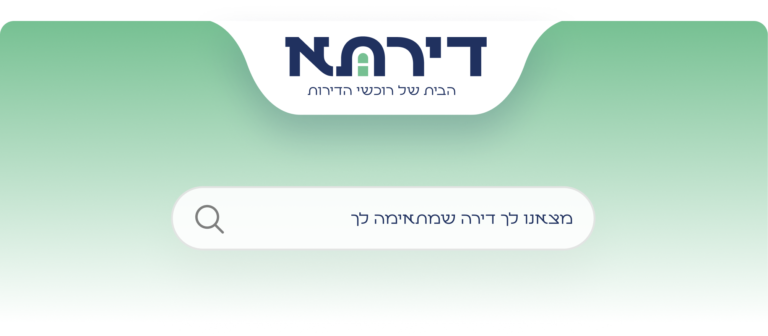 דירתא
הבית של רוכשי הדירות
מצאנו לך דירה שמתאימה לך